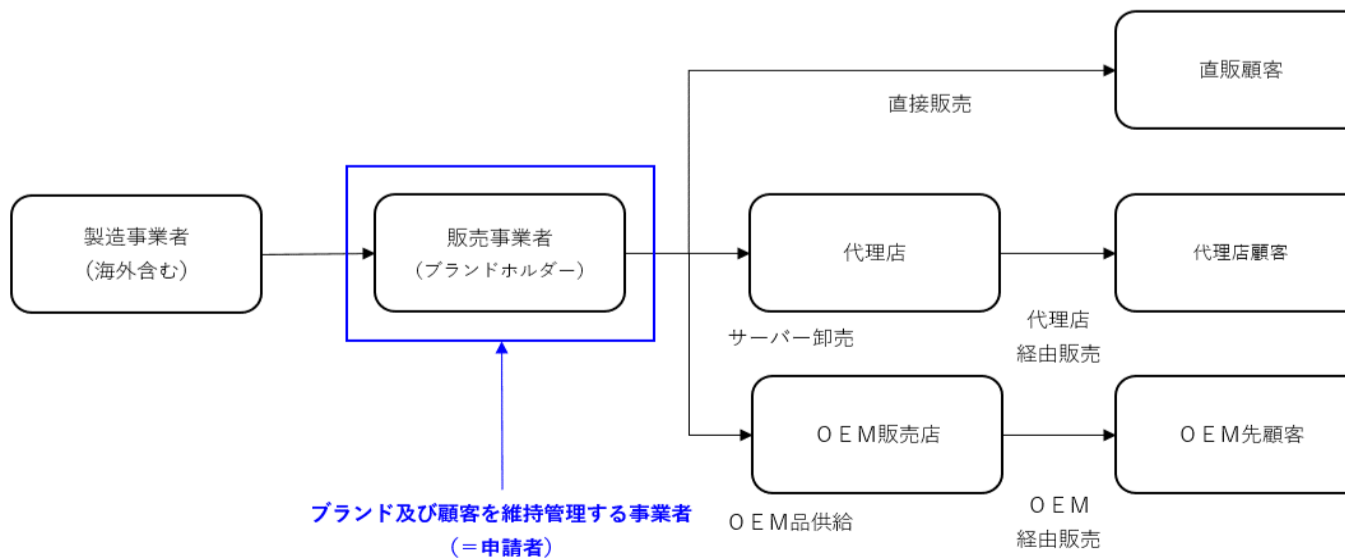 直販顧客
直接販売
製造事業者
（海外含む）
販売事業者
（ブランドホルダー）
代理店
代理店顧客
サーバー卸売
代理店
経由販売
ＯＥＭ販売店
ＯＥＭ先顧客
ＯＥＭ品供給
ＯＥＭ
経由販売
ブランド及び顧客を維持管理する事業者
（＝申請者）